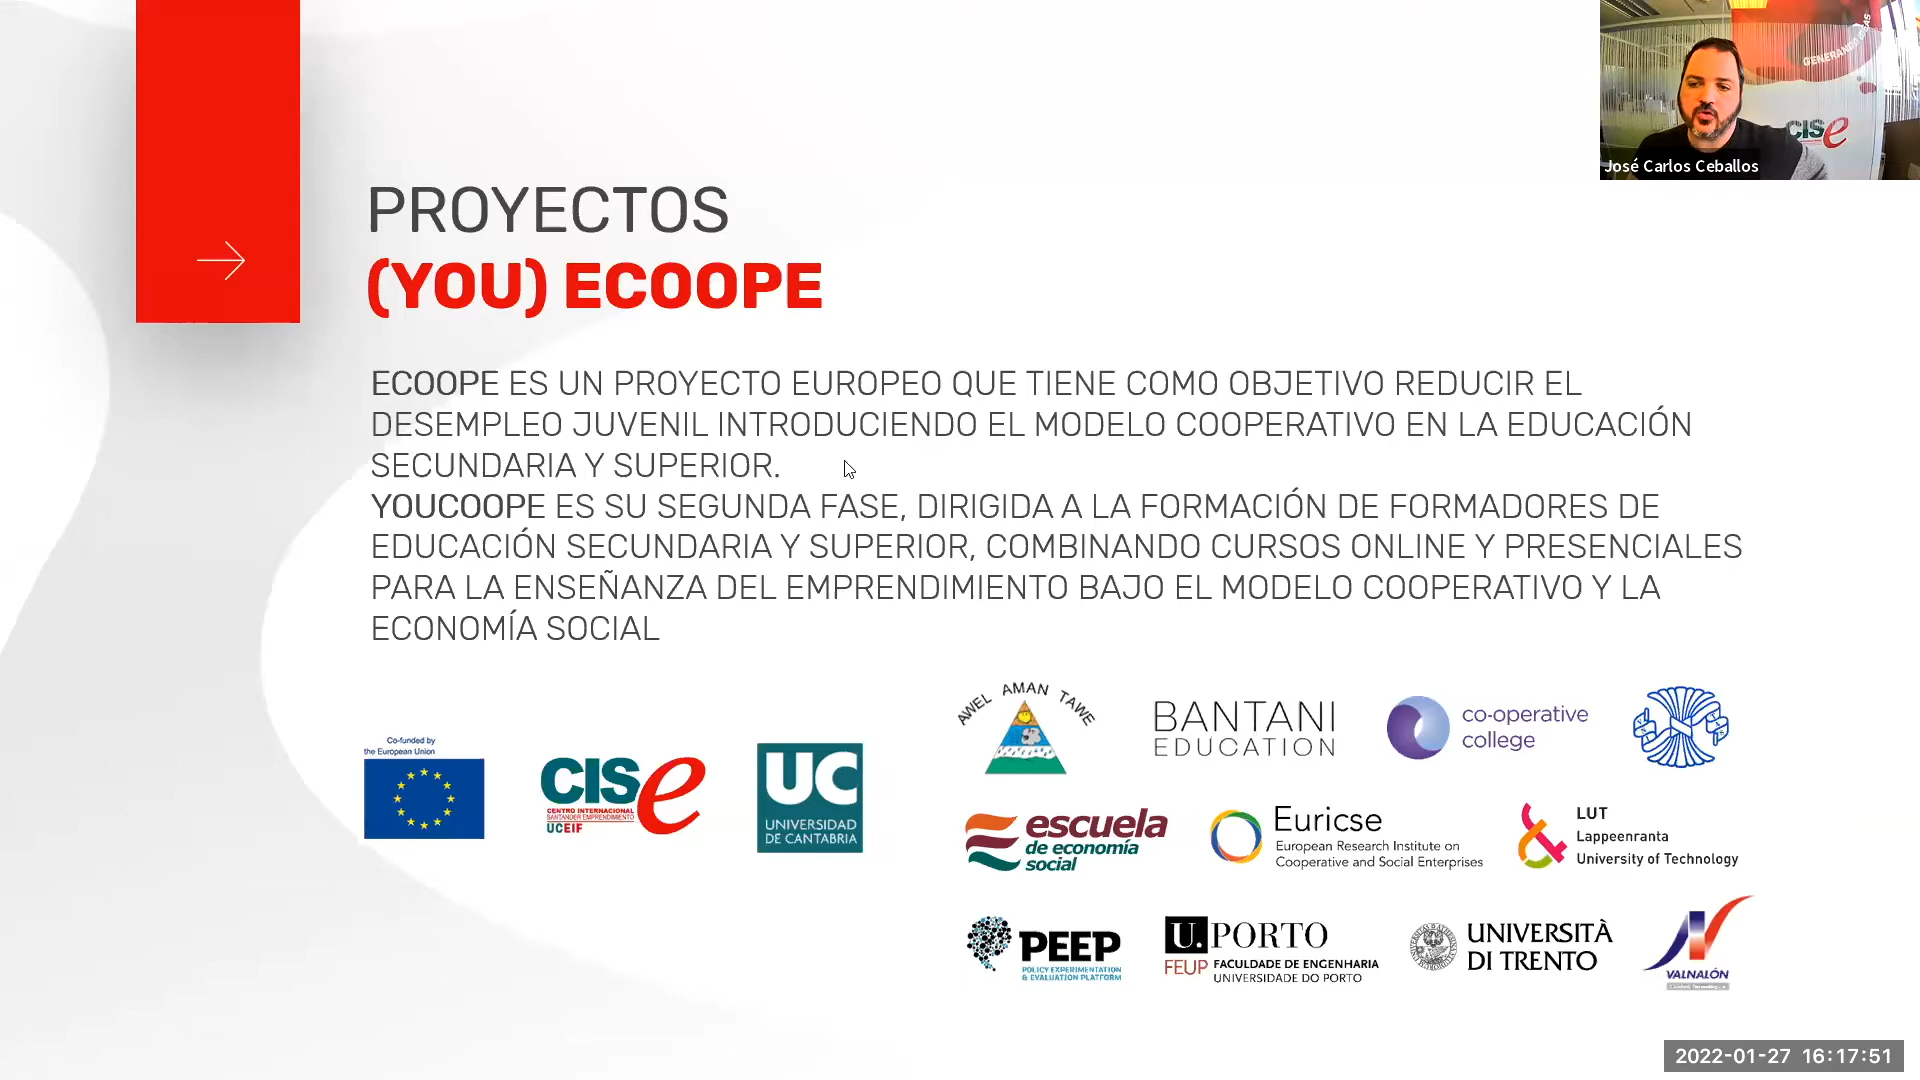 GENERANDO
CISe
José Carlos Ceballos
PROYECTOS
(YOU) ECOOPE
ECOOPE ES UN PROYECTO EUROPEO QUE TIENE COMO OBJETIVO REDUCIR EL
DESEMPLEO JUVENIL INTRODUCIENDO EL MODELO COOPERATIVO EN LA EDUCACIÓN
SECUNDARIA Y SUPERIOR.
YOUCOOPE ES SU SEGUNDA FASE, DIRIGIDA A LA FORMACIÓN DE FORMADORES DE
EDUCACIÓN SECUNDARIA Y SUPERIOR, COMBINANDO CURSOS ONLINE Y PRESENCIALES
PARA LA ENSEÑANZA DEL EMPRENDIMIENTO BAJO EL MODELO COOPERATIVO Y LA
ECONOMÍA SOCIAL
Co-funded by
the European Union
CISe
CENTRO INTERNACIONAL
SANTANDER EMPRENDIMIENTO
UCEIF
UC
UNIVERSIDAD
DE CANTABRIA
AWEL AMAN TAWE
BANTANI
EDUCATION
co-operative
college
escuela
de economía
social
Euricse
European Research Institute on
Cooperative and Social Enterprises
LUT
Lappeenranta
University of Technology
PEEP
POLICY EXPERIMENTATION
& EVALUATION PLATFORM
U.PORTO
FEUP FACULDADE DE ENGENHARIA
UNIVERSIDADE DO PORTO
UNIVERSITÀ
DI TRENTO
VALNALÓN
2022-01-27 16:17:51